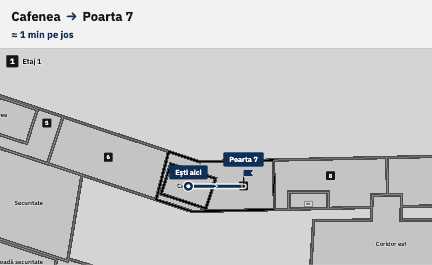 Cafenea → Poarta 7
≈ 1 min pe jos
1 Etaj 1
5
6
Poarta 7
Ești aici
8
Securitate
Coridor est
securitate